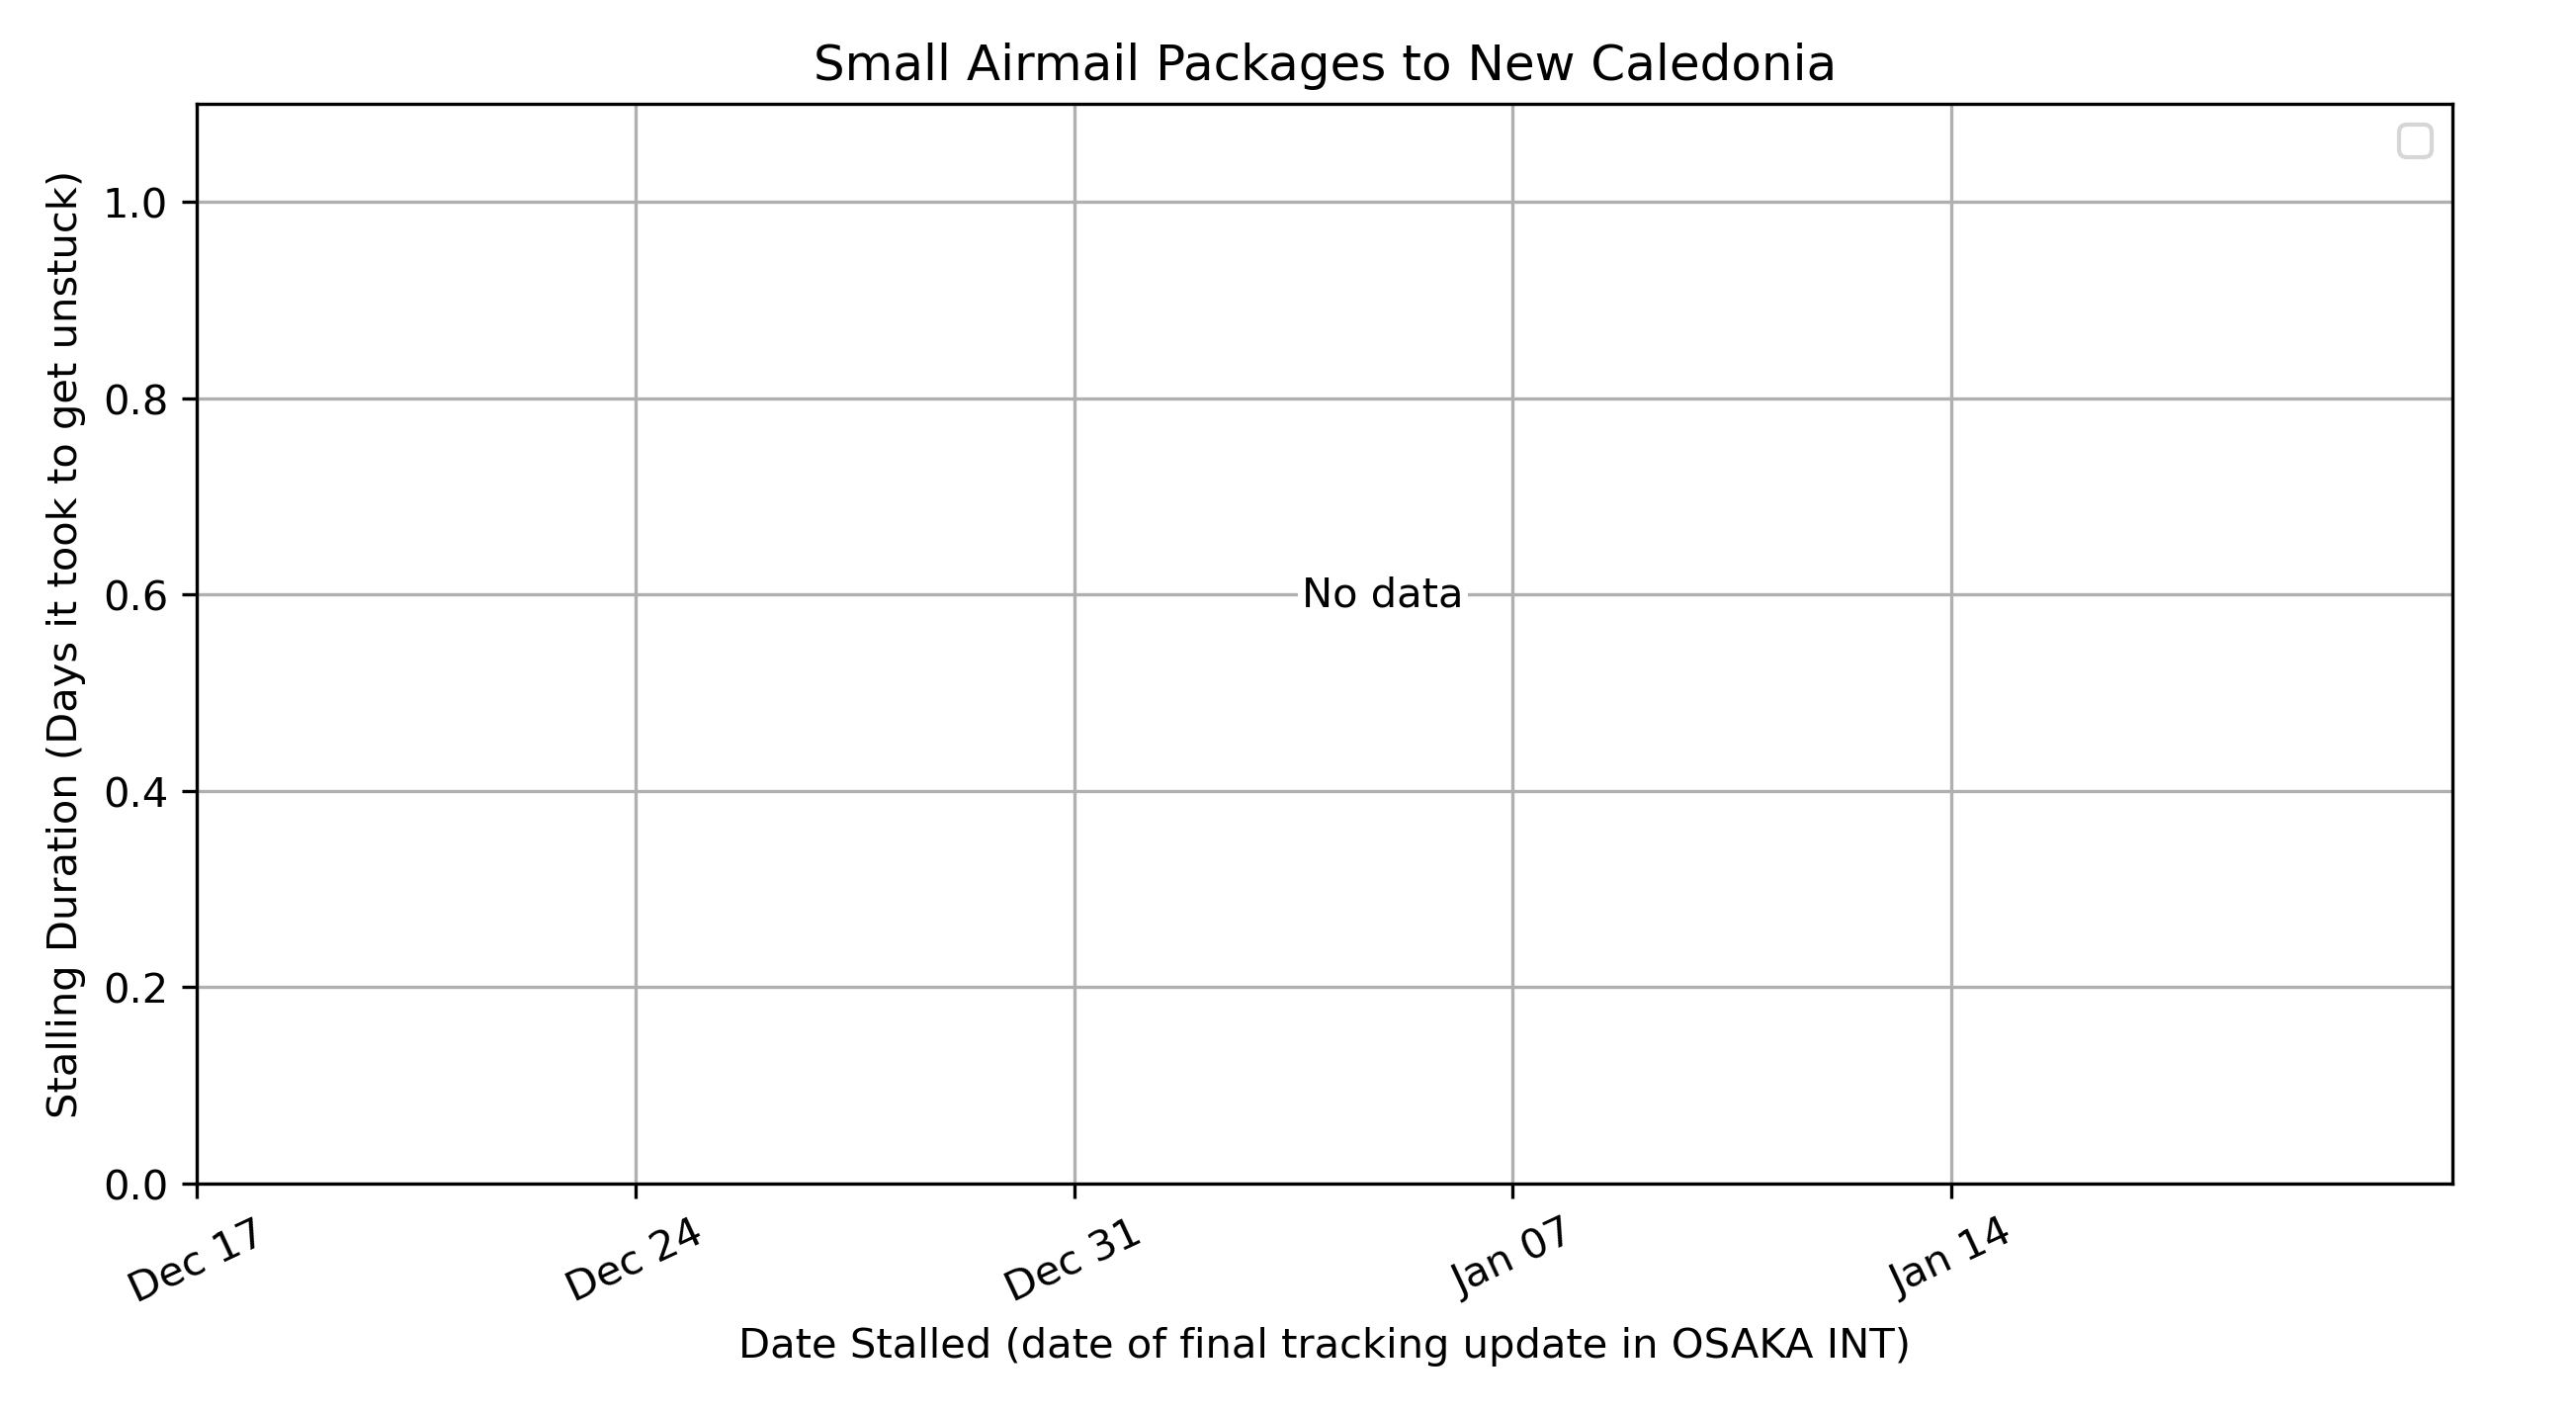 Small Airmail Packages to New Caledonia
Stalling Duration (Days it took to get unstuck)
1.0
0.8
0.6
0.4
0.2
0.0
No data
Dec 17
Dec 24
Dec 31
Jan 07
Jan 14
Date Stalled (date of final tracking update in OSAKA INT)